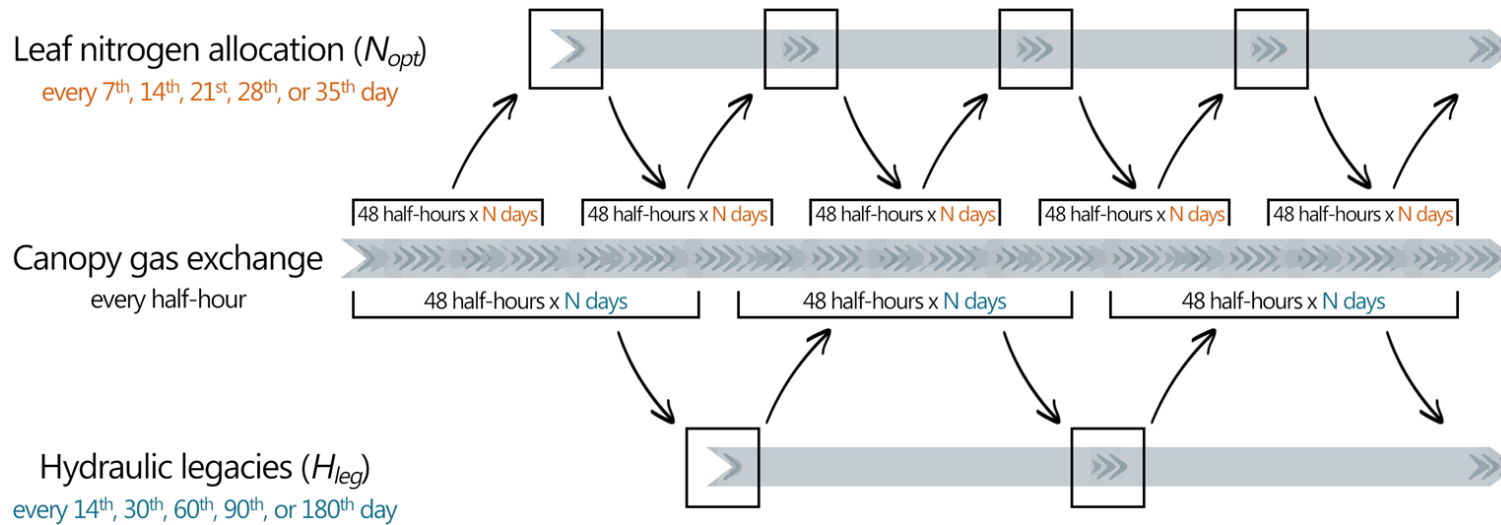 Leaf nitrogen allocation (Nopt)
every 7th, 14th, 21st, 28th, or 35th day
48 half-hours x N days
48 half-hours x N days
48 half-hours x N days
48 half-hours x N days
48 half-hours x N days
Canopy gas exchange
every half-hour
48 half-hours x N days
48 half-hours x N days
48 half-hours x N days
Hydraulic legacies (Hleg)
every 14th, 30th, 60th, 90th, or 180th day